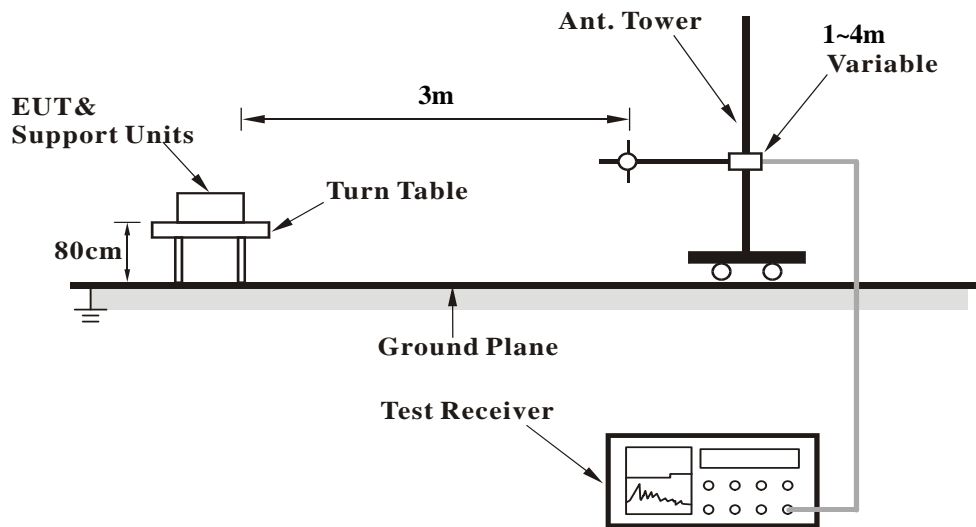 Ant. Tower
1~4m
Variable
3m
EUT&
Support Units
Turn Table
80cm
Ground Plane
Test Receiver